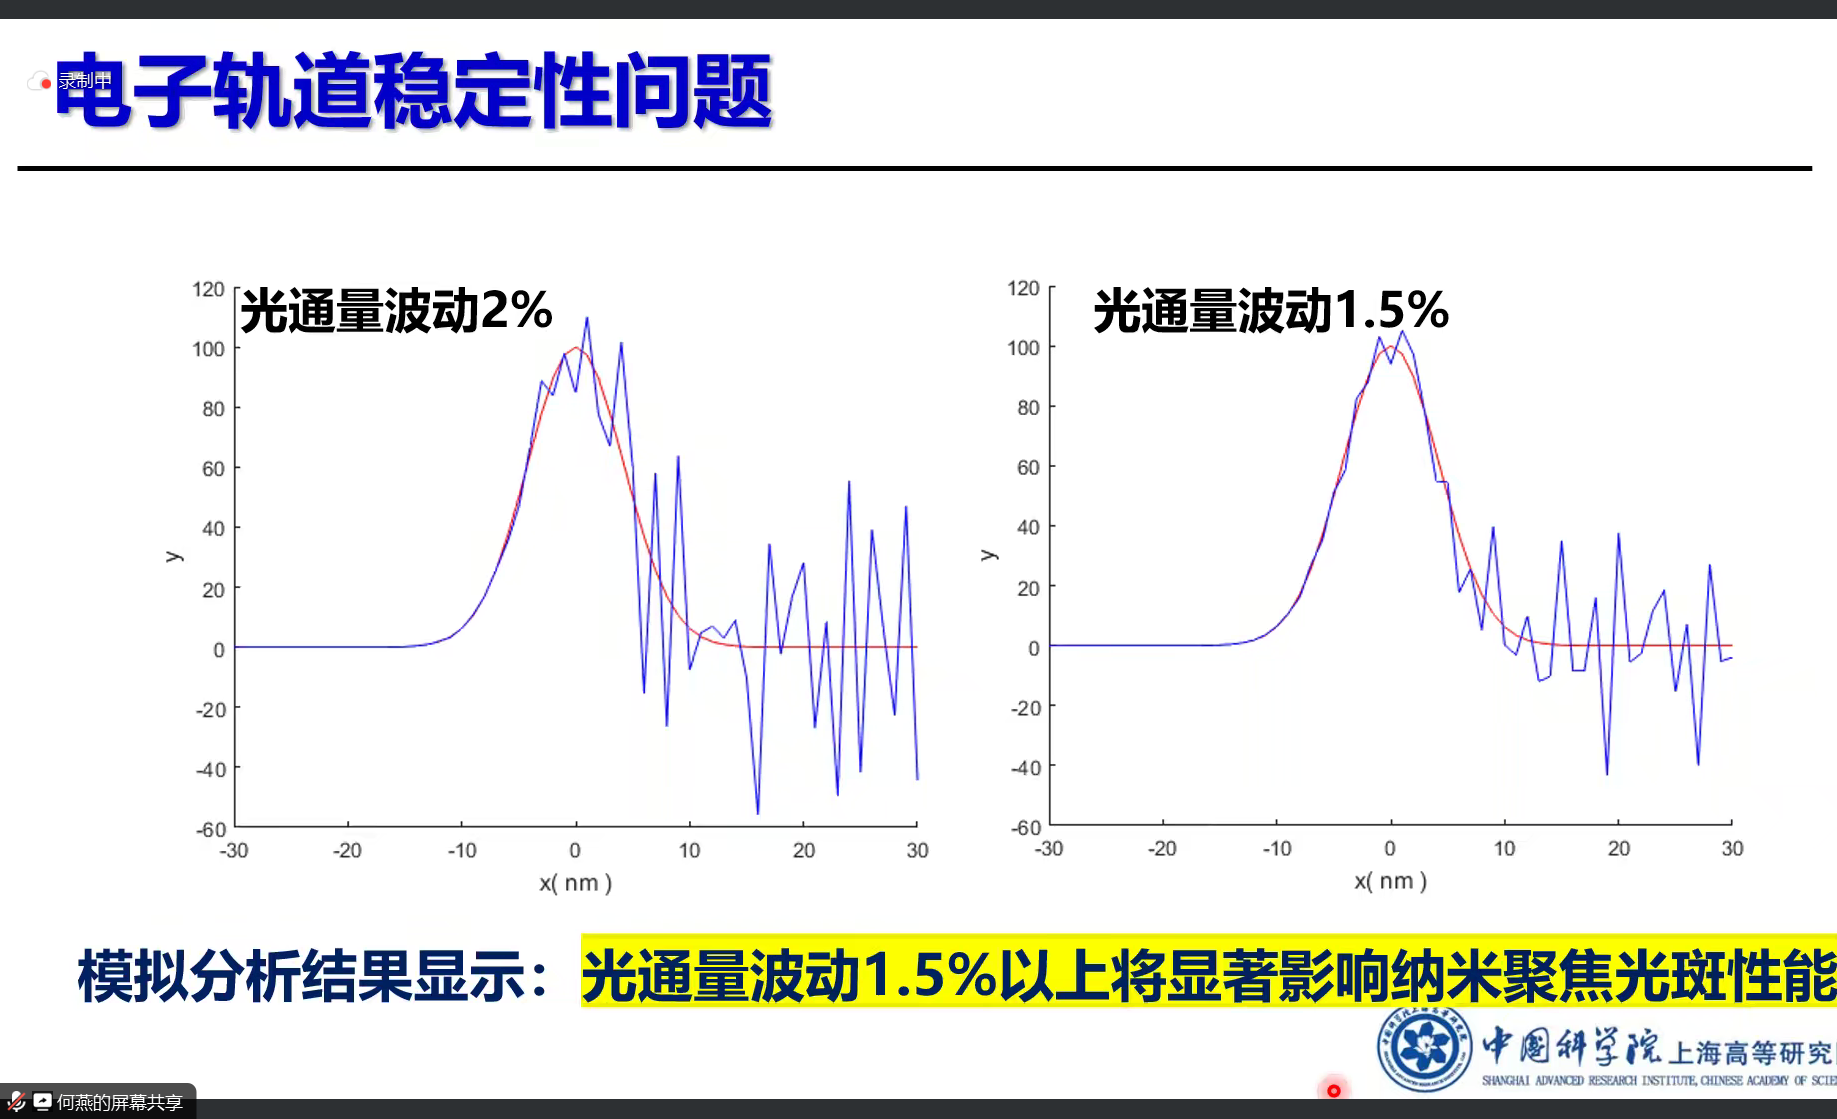 电子轨道稳定性问题
录制中
光通量波动2%
120
100
80
60
40
20
0
-20
-40
-60
y
-30 -20 -10 0 10 20 30
x( nm )
光通量波动1.5%
120
100
80
60
40
20
0
-20
-40
-60
y
-30 -20 -10 0 10 20 30
x( nm )
模拟分析结果显示：光通量波动1.5%以上将显著影响纳米聚焦光斑性能
中国科学院上海高等研究
SHANGHAI ADVANCED RESEARCH INSTITUTE, CHINESE ACADEMY OF SCIE
何燕的屏幕共享